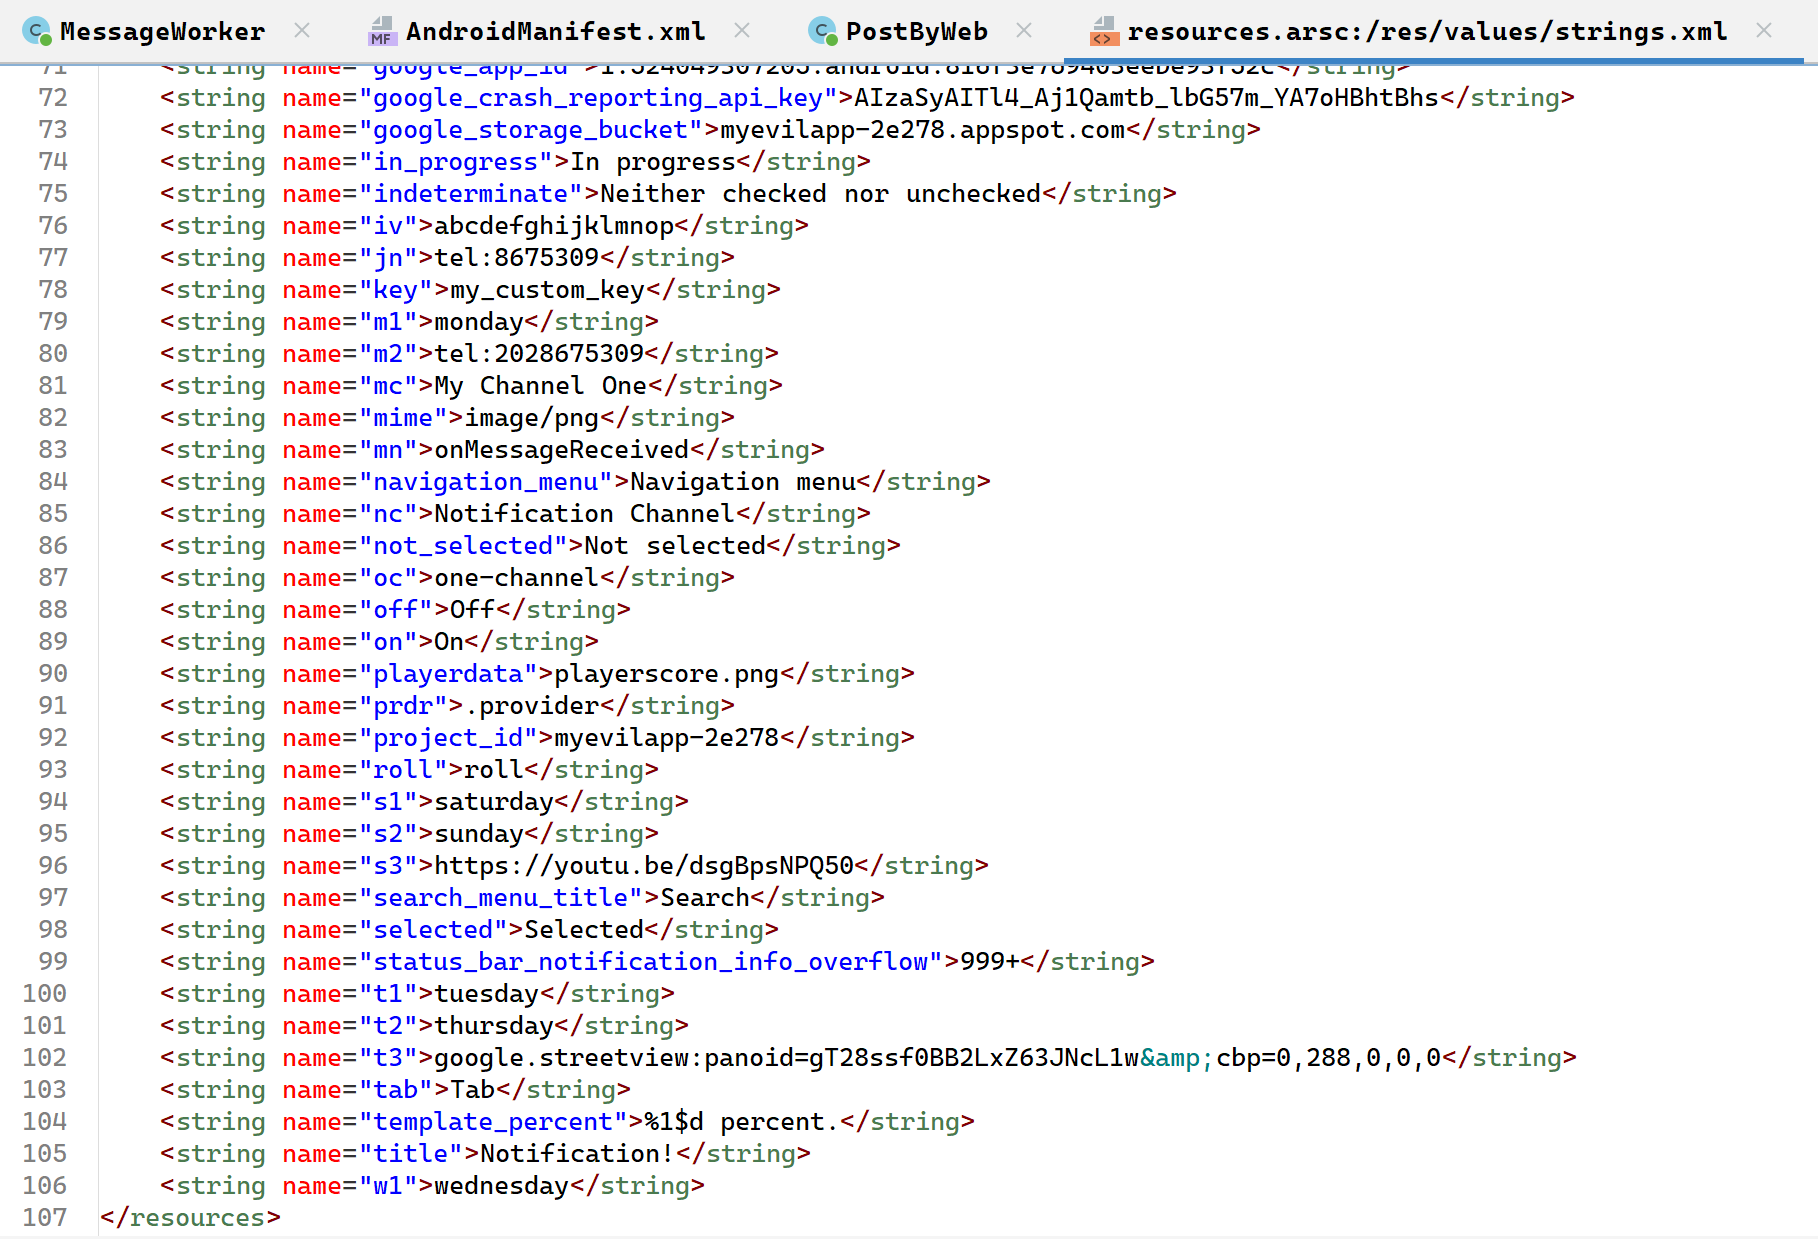 MessageWorker AndroidManifest.xml PostByWeb resources.arsc:/res/values/strings.xml
72 <string name="google_crash_reporting_api_key">AIzaSyAITl4_Aj1Qamtb_lbG57m_YA7oHBhtBhs</string>
73 <string name="google_storage_bucket">myevilapp-2e278.appspot.com</string>
74 <string name="in_progress">In progress</string>
75 <string name="indeterminate">Neither checked nor unchecked</string>
76 <string name="iv">abcdefghijklmnop</string>
77 <string name="jn">tel:8675309</string>
78 <string name="key">my_custom_key</string>
79 <string name="m1">monday</string>
80 <string name="m2">tel:2028675309</string>
81 <string name="mc">My Channel One</string>
82 <string name="mime">image/png</string>
83 <string name="mn">onMessageReceived</string>
84 <string name="navigation_menu">Navigation menu</string>
85 <string name="nc">Notification Channel</string>
86 <string name="not_selected">Not selected</string>
87 <string name="oc">one-channel</string>
88 <string name="off">Off</string>
89 <string name="on">On</string>
90 <string name="playerdata">playerscore.png</string>
91 <string name="prdr">.provider</string>
92 <string name="project_id">myevilapp-2e278</string>
93 <string name="roll">roll</string>
94 <string name="s1">saturday</string>
95 <string name="s2">sunday</string>
96 <string name="s3">https://youtu.be/dsgBpsNPQ50</string>
97 <string name="search_menu_title">Search</string>
98 <string name="selected">Selected</string>
99 <string name="status_bar_notification_info_overflow">999+</string>
100 <string name="t1">tuesday</string>
101 <string name="t2">thursday</string>
102 <string name="t3">google.streetview:panoid=gT28ssf0BB2LxZ63JNcL1w&amp;cbp=0,288,0,0,0</string>
103 <string name="tab">Tab</string>
104 <string name="template_percent">%1$d percent.</string>
105 <string name="title">Notification!</string>
106 <string name="w1">wednesday</string>
107 </resources>